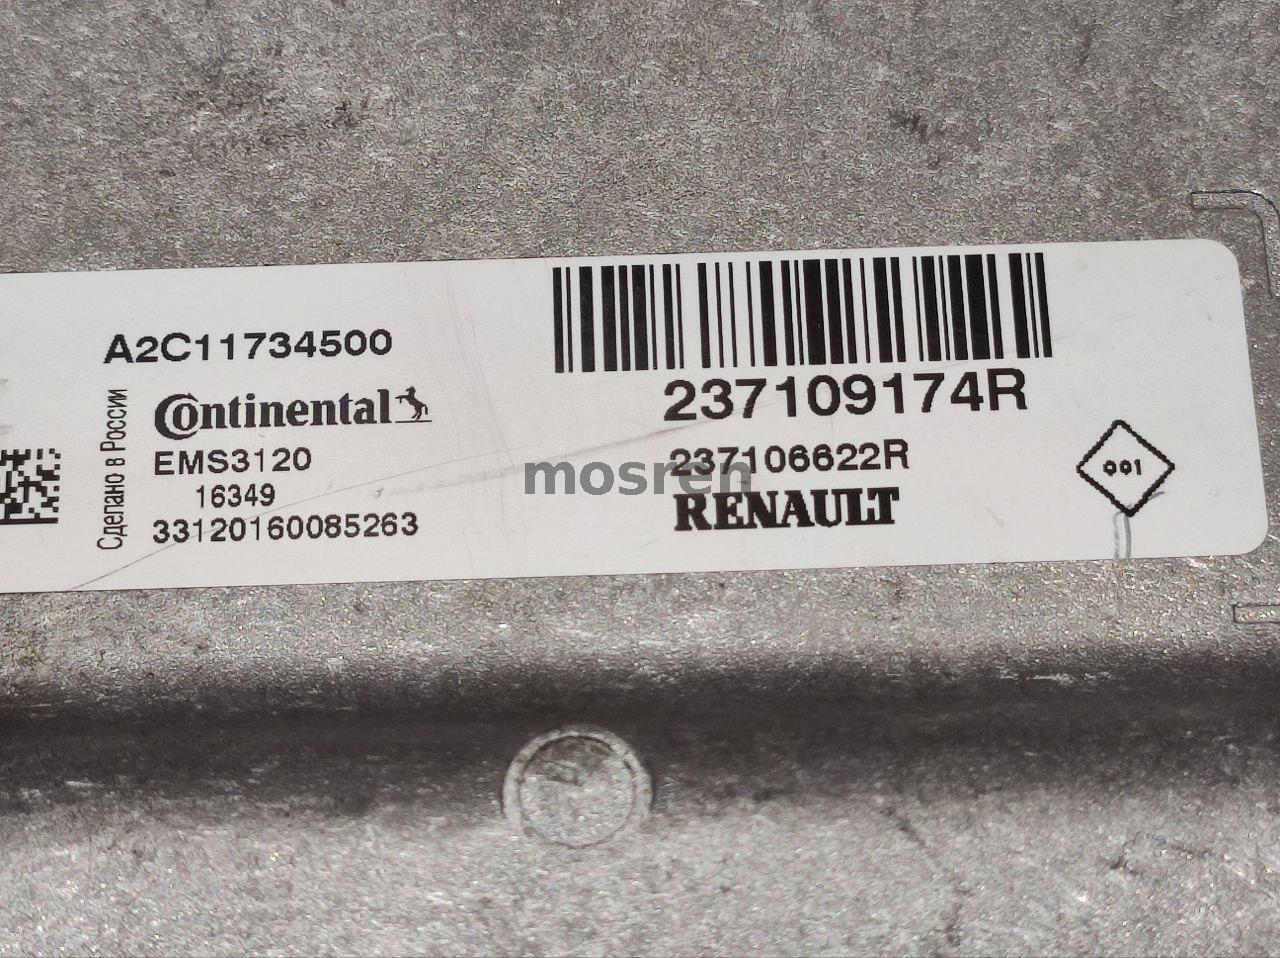 A2C11734500
Сделано в России
Continental
EMS3120
16349
33120160085263
237109174R
237106622R
RENAULT
001
mosren